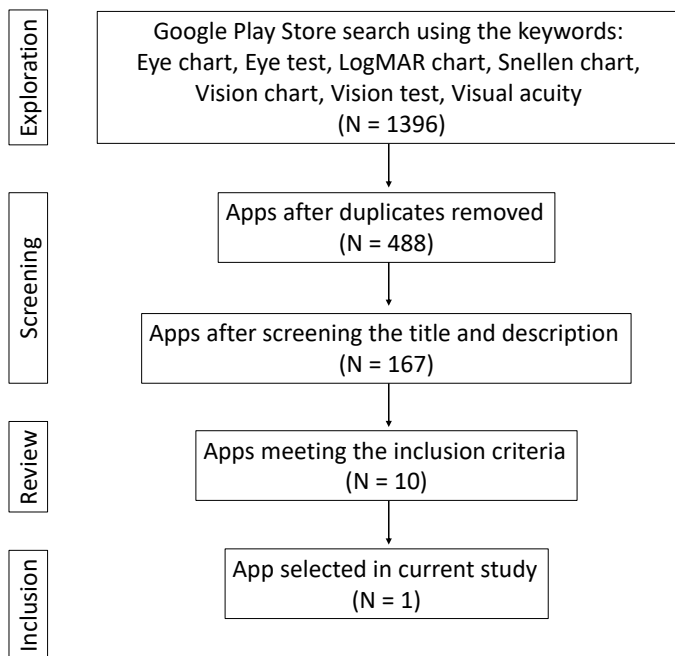 Exploration
Google Play Store search using the keywords:
Eye chart, Eye test, LogMAR chart, Snellen chart,
Vision chart, Vision test, Visual acuity
(N = 1396)
Screening
Apps after duplicates removed
(N = 488)
Apps after screening the title and description
(N = 167)
Review
Apps meeting the inclusion criteria
(N = 10)
Inclusion
App selected in current study
(N = 1)